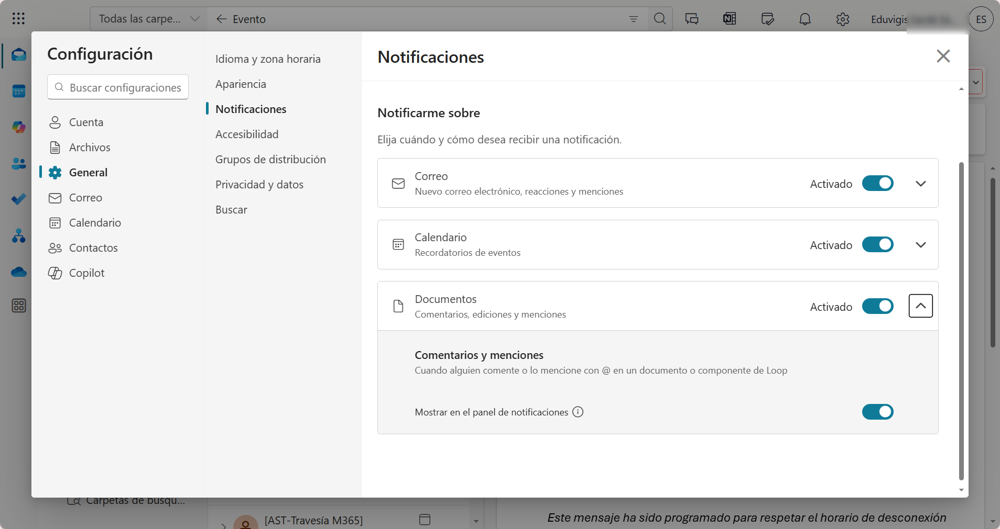 Todas las carpe...
Evento
Eduvigis
ES
Configuración
Buscar configuraciones
Cuenta
Archivos
General
Correo
Calendario
Contactos
Copilot
Idioma y zona horaria
Apariencia
Notificaciones
Accesibilidad
Grupos de distribución
Privacidad y datos
Buscar
Notificaciones
Notificarme sobre
Elija cuándo y cómo desea recibir una notificación.
Correo
Nuevo correo electrónico, reacciones y menciones
Activado
Calendario
Recordatorios de eventos
Activado
Documentos
Comentarios, ediciones y menciones
Activado
Comentarios y menciones
Cuando alguien comente o lo mencione con @ en un documento o componente de Loop
Mostrar en el panel de notificaciones
Carpetas de búsqu...
[AST-Travesía M365]
Este mensaje ha sido programado para respetar el horario de desconexión